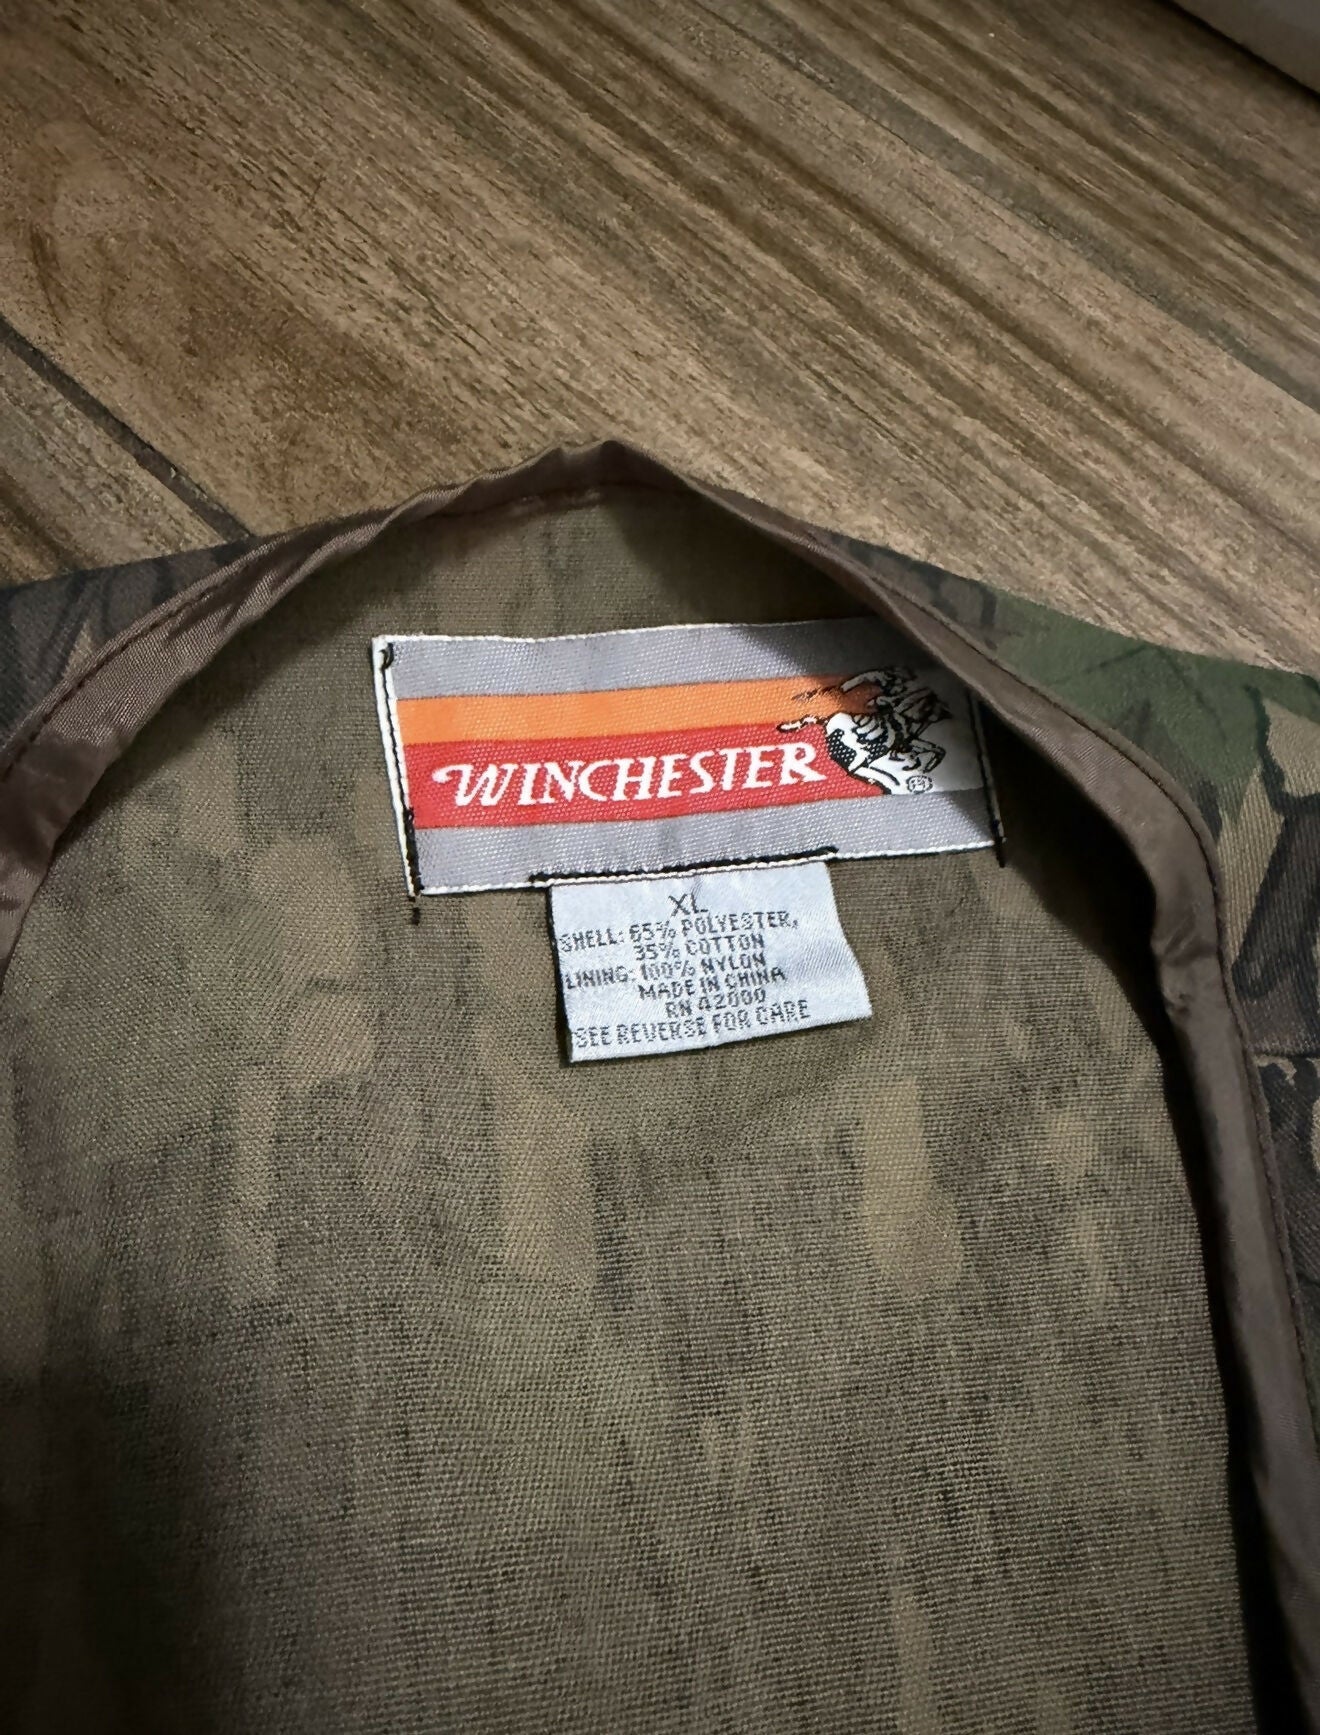 WINCHESTER
XL
SHELL: 65% POLYESTER,
35% COTTON
LINING: 100% NYLON
MADE IN CHINA
RN 42000
SEE REVERSE FOR CARE